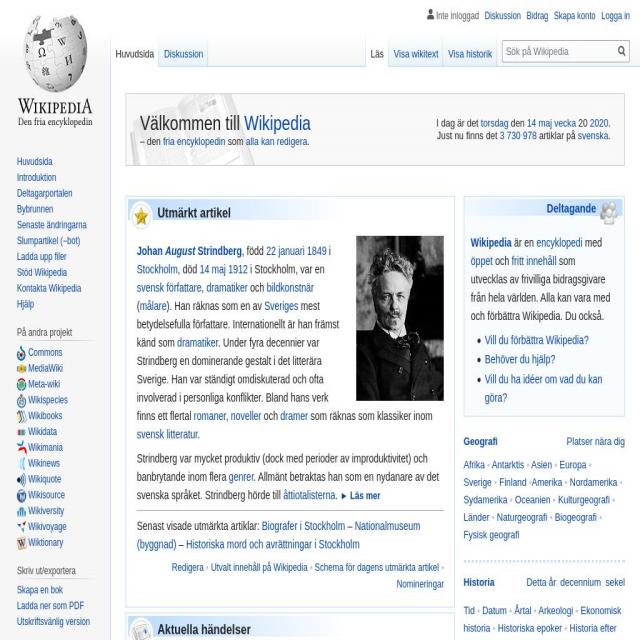 Inte inloggad Diskussion Bidrag Skapa konto Logga in
Huvudsida Diskussion Läs Visa wikitext Visa historik Sök på Wikipedia
WIKIPEDIA
Den fria encyklopedin
Huvudsida
Introduktion
Deltagarportalen
Bybrunnen
Senaste ändringarna
Slumpartikel (–bot)
Ladda upp filer
Stöd Wikipedia
Kontakta Wikipedia
Hjälp
På andra projekt
Commons
MediaWiki
Meta-wiki
Wikispecies
Wikibooks
Wikidata
Wikimania
Wikinews
Wikiquote
Wikisource
Wikiversity
Wikivoyage
Wiktionary
Skriv ut/exportera
Skapa en bok
Ladda ner som PDF
Utskriftsvänlig version
Välkommen till Wikipedia
– den fria encyklopedin som alla kan redigera.
I dag är det torsdag den 14 maj vecka 20 2020.
Just nu finns det 3 730 978 artiklar på svenska.
Utmärkt artikel
Johan August Strindberg, född 22 januari 1849 i
Stockholm, död 14 maj 1912 i Stockholm, var en
svensk författare, dramatiker och bildkonstnär
(målare). Han räknas som en av Sveriges mest
betydelsefulla författare. Internationellt är han främst
känd som dramatiker. Under fyra decennier var
Strindberg en dominerande gestalt i det litterära
Sverige. Han var ständigt omdiskuterad och ofta
involverad i personliga konflikter. Bland hans verk
finns ett flertal romaner, noveller och dramer som räknas som klassiker inom
svensk litteratur.
Strindberg var mycket produktiv (dock med perioder av improduktivitet) och
banbrytande inom flera genrer. Allmänt betraktas han som en nydanare av det
svenska språket. Strindberg hörde till åttiotalisterna. ► Läs mer
Senast visade utmärkta artiklar: Biografer i Stockholm – Nationalmuseum
(byggnad) – Historiska mord och avrättningar i Stockholm
Redigera · Utvalt innehåll på Wikipedia · Schema för dagens utmärkta artikel ·
Nomineringar
Aktuella händelser
Deltagande
Wikipedia är en encyklopedi med
öppet och fritt innehåll som
utvecklas av frivilliga bidragsgivare
från hela världen. Alla kan vara med
och förbättra Wikipedia. Du också.
• Vill du förbättra Wikipedia?
• Behöver du hjälp?
• Vill du ha idéer om vad du kan
göra?
Geografi Platser nära dig
Afrika · Antarktis · Asien · Europa ·
Sverige · Finland · Amerika · Nordamerika ·
Sydamerika · Oceanien · Kulturgeografi ·
Länder · Naturgeografi · Biogeografi ·
Fysisk geografi
Historia Detta år decennium sekel
Tid · Datum · Årtal · Arkeologi · Ekonomisk
historia · Historiska epoker · Historia efter